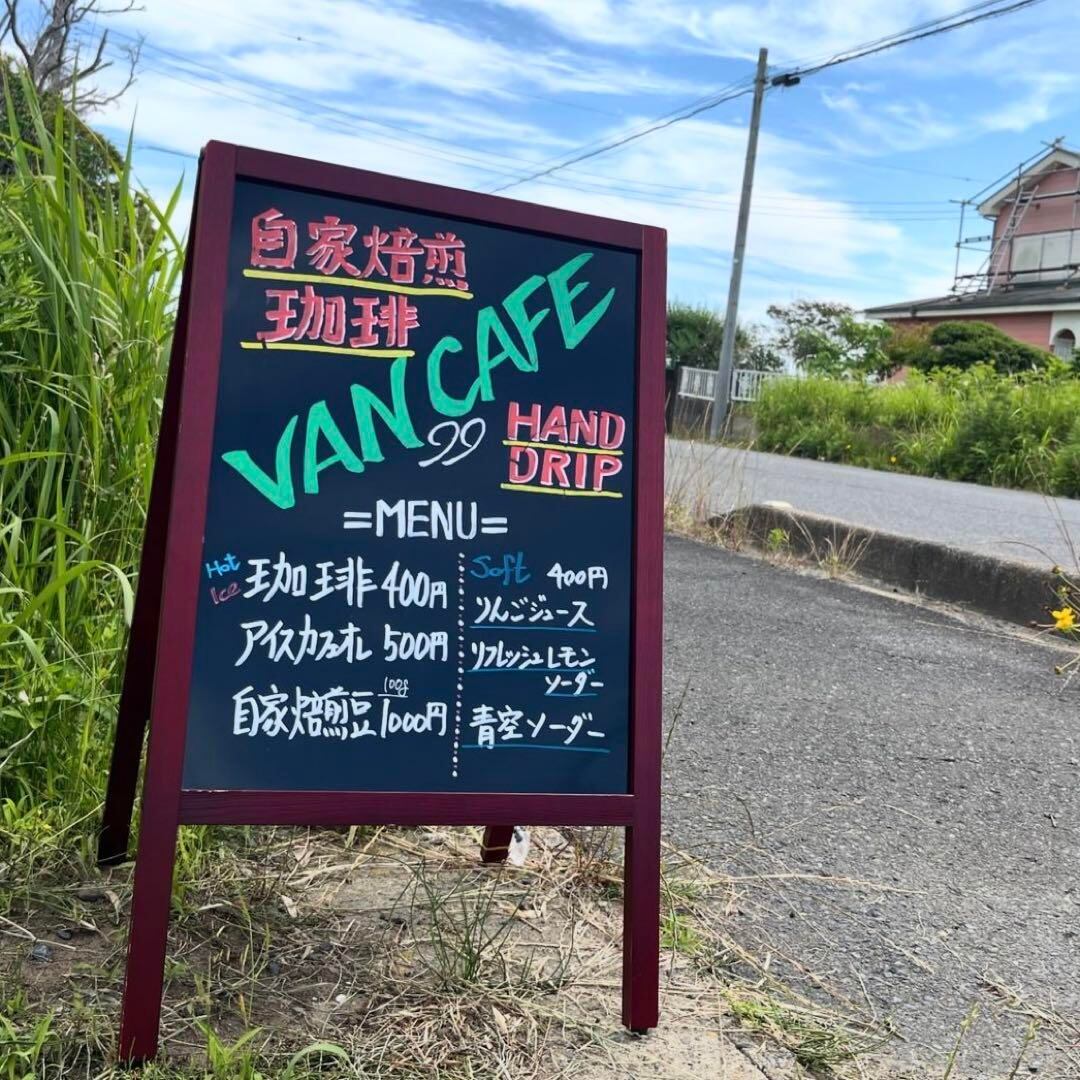 自家焙煎
珈琲
VAN CAFE
99
HAND
DRIP
=MENU=
Hot
Ice
珈琲 400円
アイスカフェオレ 500円
100g
自家焙煎豆 1000円
Soft 400円
りんごジュース
リフレッシュレモン
ソーダー
青空ソーダー